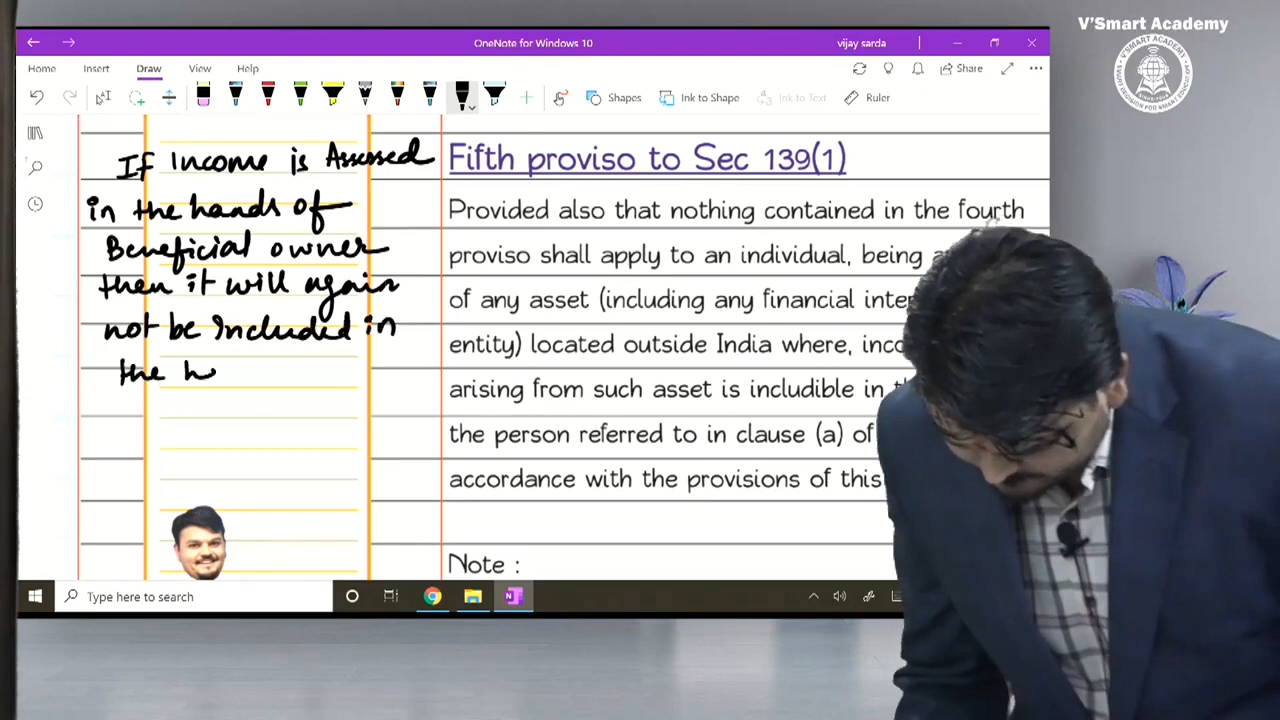 V'Smart Academy
OneNote for Windows 10
vijay sarda
Home Insert Draw View Help
Share
Shapes Ink to Shape Ink to Text Ruler
If Income is Assessed
in the hands of
Beneficial owner
then it will again
not be Included in
the h
Fifth proviso to Sec 139(1)
Provided also that nothing contained in the fourth
proviso shall apply to an individual, being a
of any asset (including any financial inter
entity) located outside India where, inco
arising from such asset is includible in
the person referred to in clause (a) of
accordance with the provisions of this
Note :
Type here to search